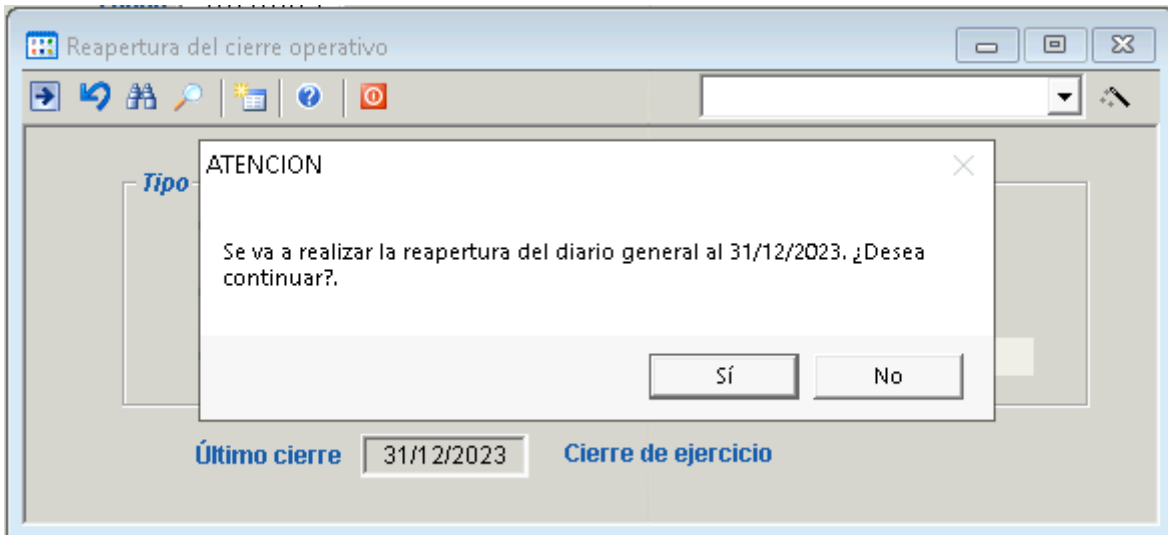 Reapertura del cierre operativo
ATENCION
Tipo
Se va a realizar la reapertura del diario general al 31/12/2023. ¿Desea
continuar?.
Sí No
Último cierre 31/12/2023 Cierre de ejercicio